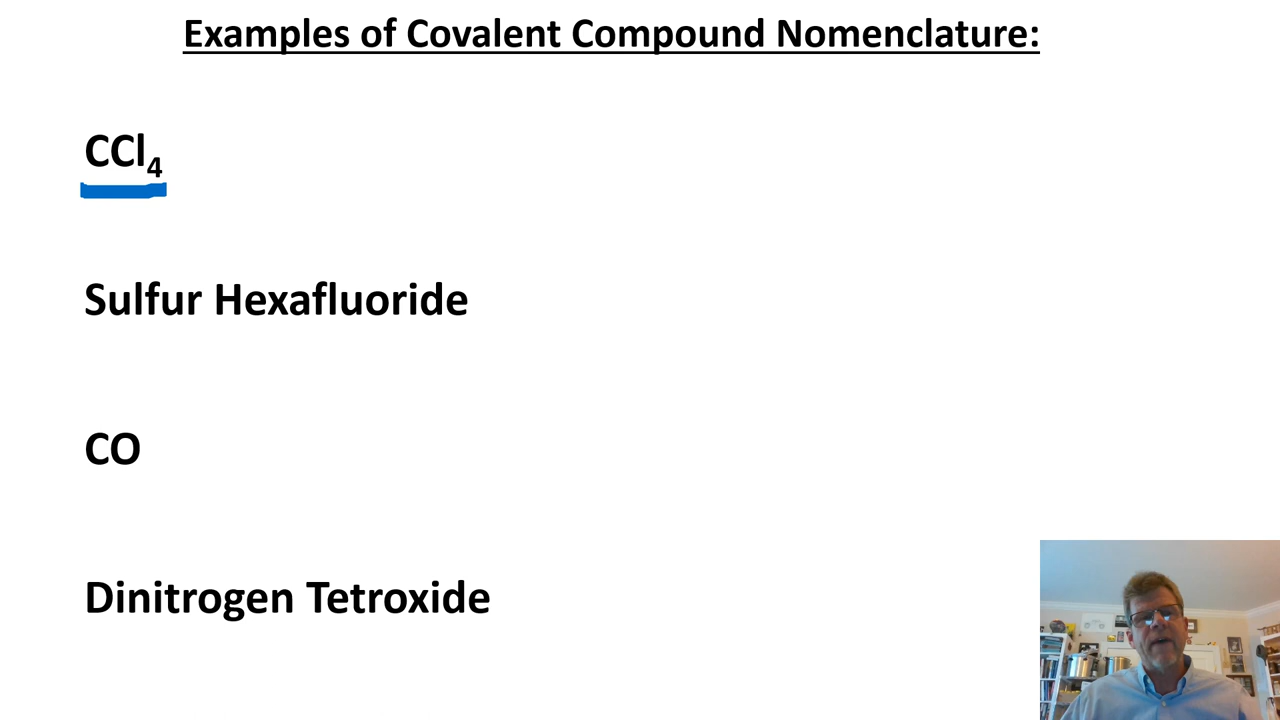 Examples of Covalent Compound Nomenclature:
CCl₄
Sulfur Hexafluoride
CO
Dinitrogen Tetroxide